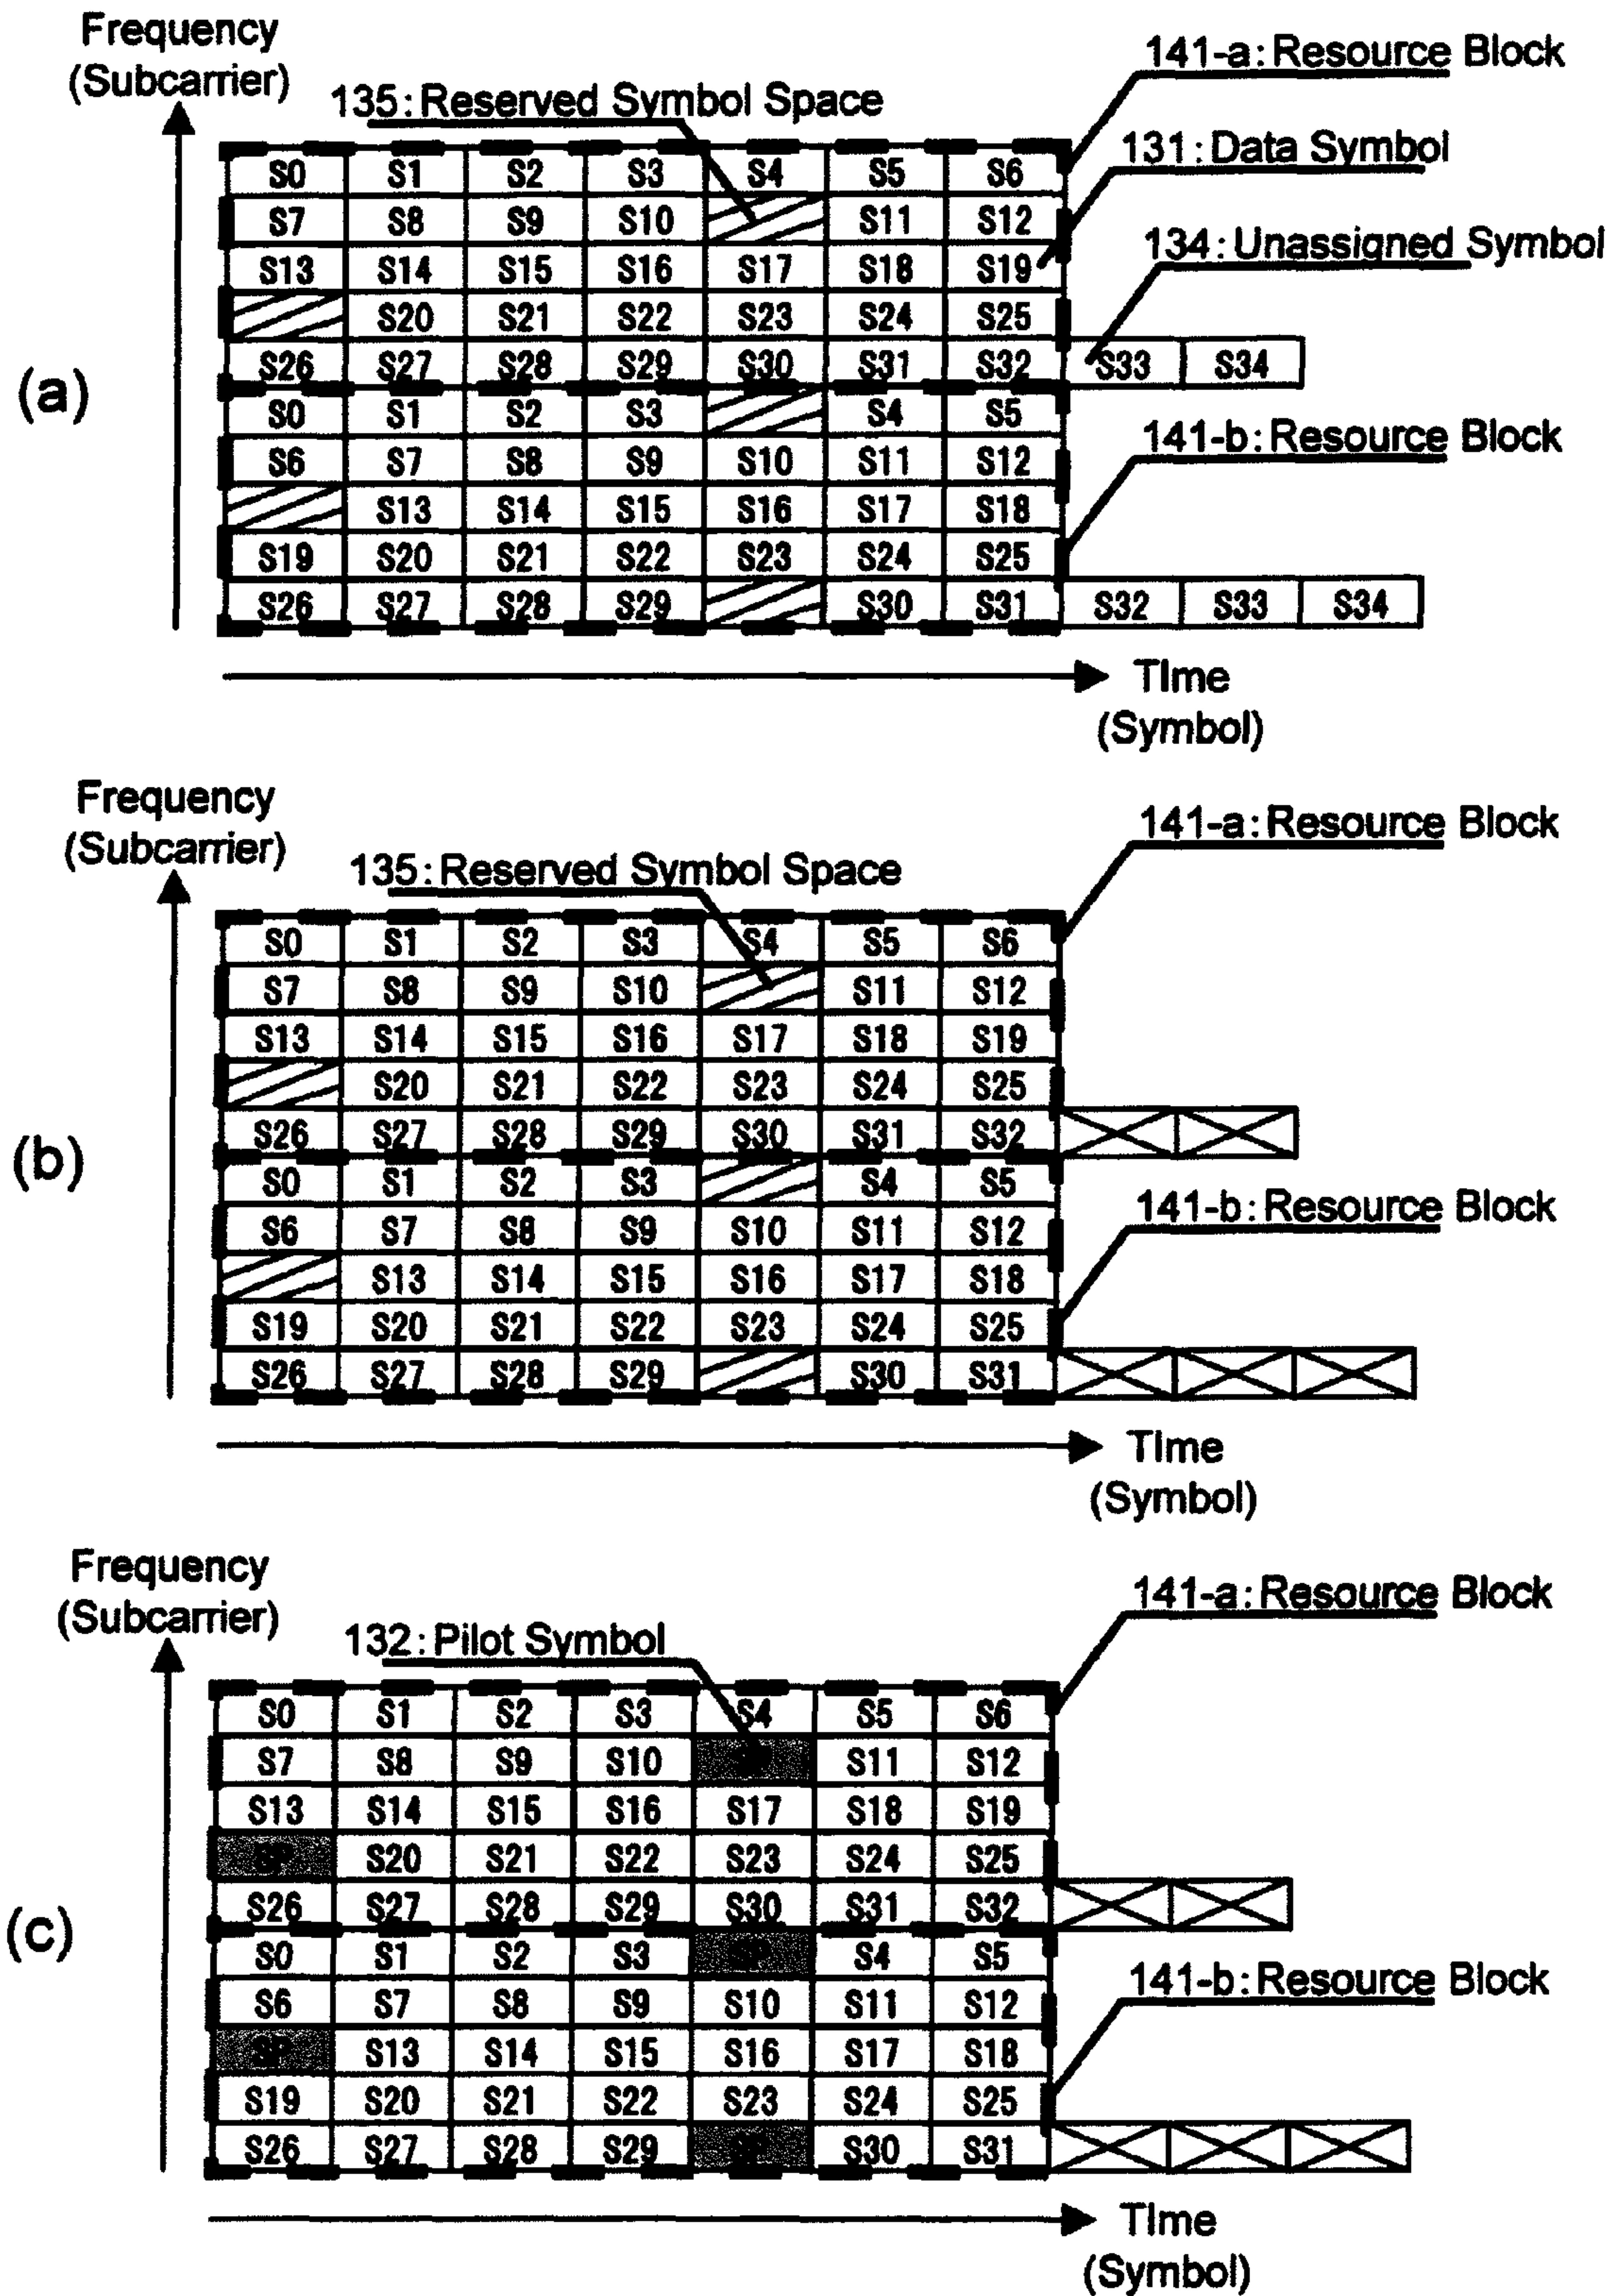 Frequency
(Subcarrier)
135:Reserved Symbol Space
141-a:Resource Block
131:Data Symbol
134:Unassigned Symbol
S0 S1 S2 S3 S4 S5 S6
S7 S8 S9 S10 S11 S12
S13 S14 S15 S16 S17 S18 S19
S20 S21 S22 S23 S24 S25
S26 S27 S28 S29 S30 S31 S32 S33 S34
(a)
S0 S1 S2 S3 S4 S5
141-b:Resource Block
S6 S7 S8 S9 S10 S11 S12
S13 S14 S15 S16 S17 S18
S19 S20 S21 S22 S23 S24 S25
S26 S27 S28 S29 S30 S31 S32 S33 S34
TIme
(Symbol)
Frequency
(Subcarrier)
135:Reserved Symbol Space
141-a:Resource Block
S0 S1 S2 S3 S4 S5 S6
S7 S8 S9 S10 S11 S12
S13 S14 S15 S16 S17 S18 S19
S20 S21 S22 S23 S24 S25
S26 S27 S28 S29 S30 S31 S32
(b)
S0 S1 S2 S3 S4 S5
141-b:Resource Block
S6 S7 S8 S9 S10 S11 S12
S13 S14 S15 S16 S17 S18
S19 S20 S21 S22 S23 S24 S25
S26 S27 S28 S29 S30 S31
TIme
(Symbol)
Frequency
(Subcarrier)
132:Pilot Symbol
141-a:Resource Block
S0 S1 S2 S3 S4 S5 S6
S7 S8 S9 S10 S11 S12
S13 S14 S15 S16 S17 S18 S19
SP S20 S21 S22 S23 S24 S25
S26 S27 S28 S29 S30 S31 S32
(c)
S0 S1 S2 S3 SP S4 S5
141-b:Resource Block
S6 S7 S8 S9 S10 S11 S12
SP S13 S14 S15 S16 S17 S18
S19 S20 S21 S22 S23 S24 S25
S26 S27 S28 S29 SP S30 S31
TIme
(Symbol)